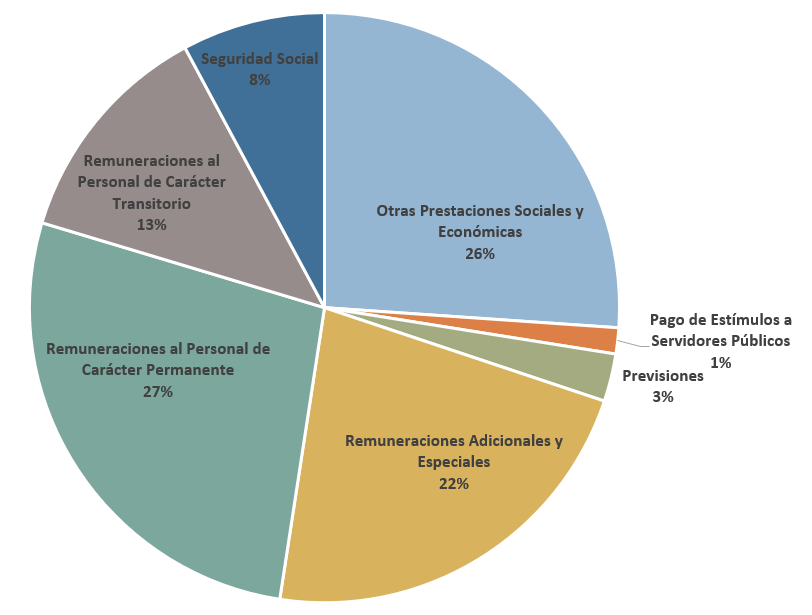 Seguridad Social
8%
Remuneraciones al
Personal de Carácter
Transitorio
13%
Otras Prestaciones Sociales y
Económicas
26%
Pago de Estímulos a
Servidores Públicos
1%
Previsiones
3%
Remuneraciones al Personal de
Carácter Permanente
27%
Remuneraciones Adicionales y
Especiales
22%